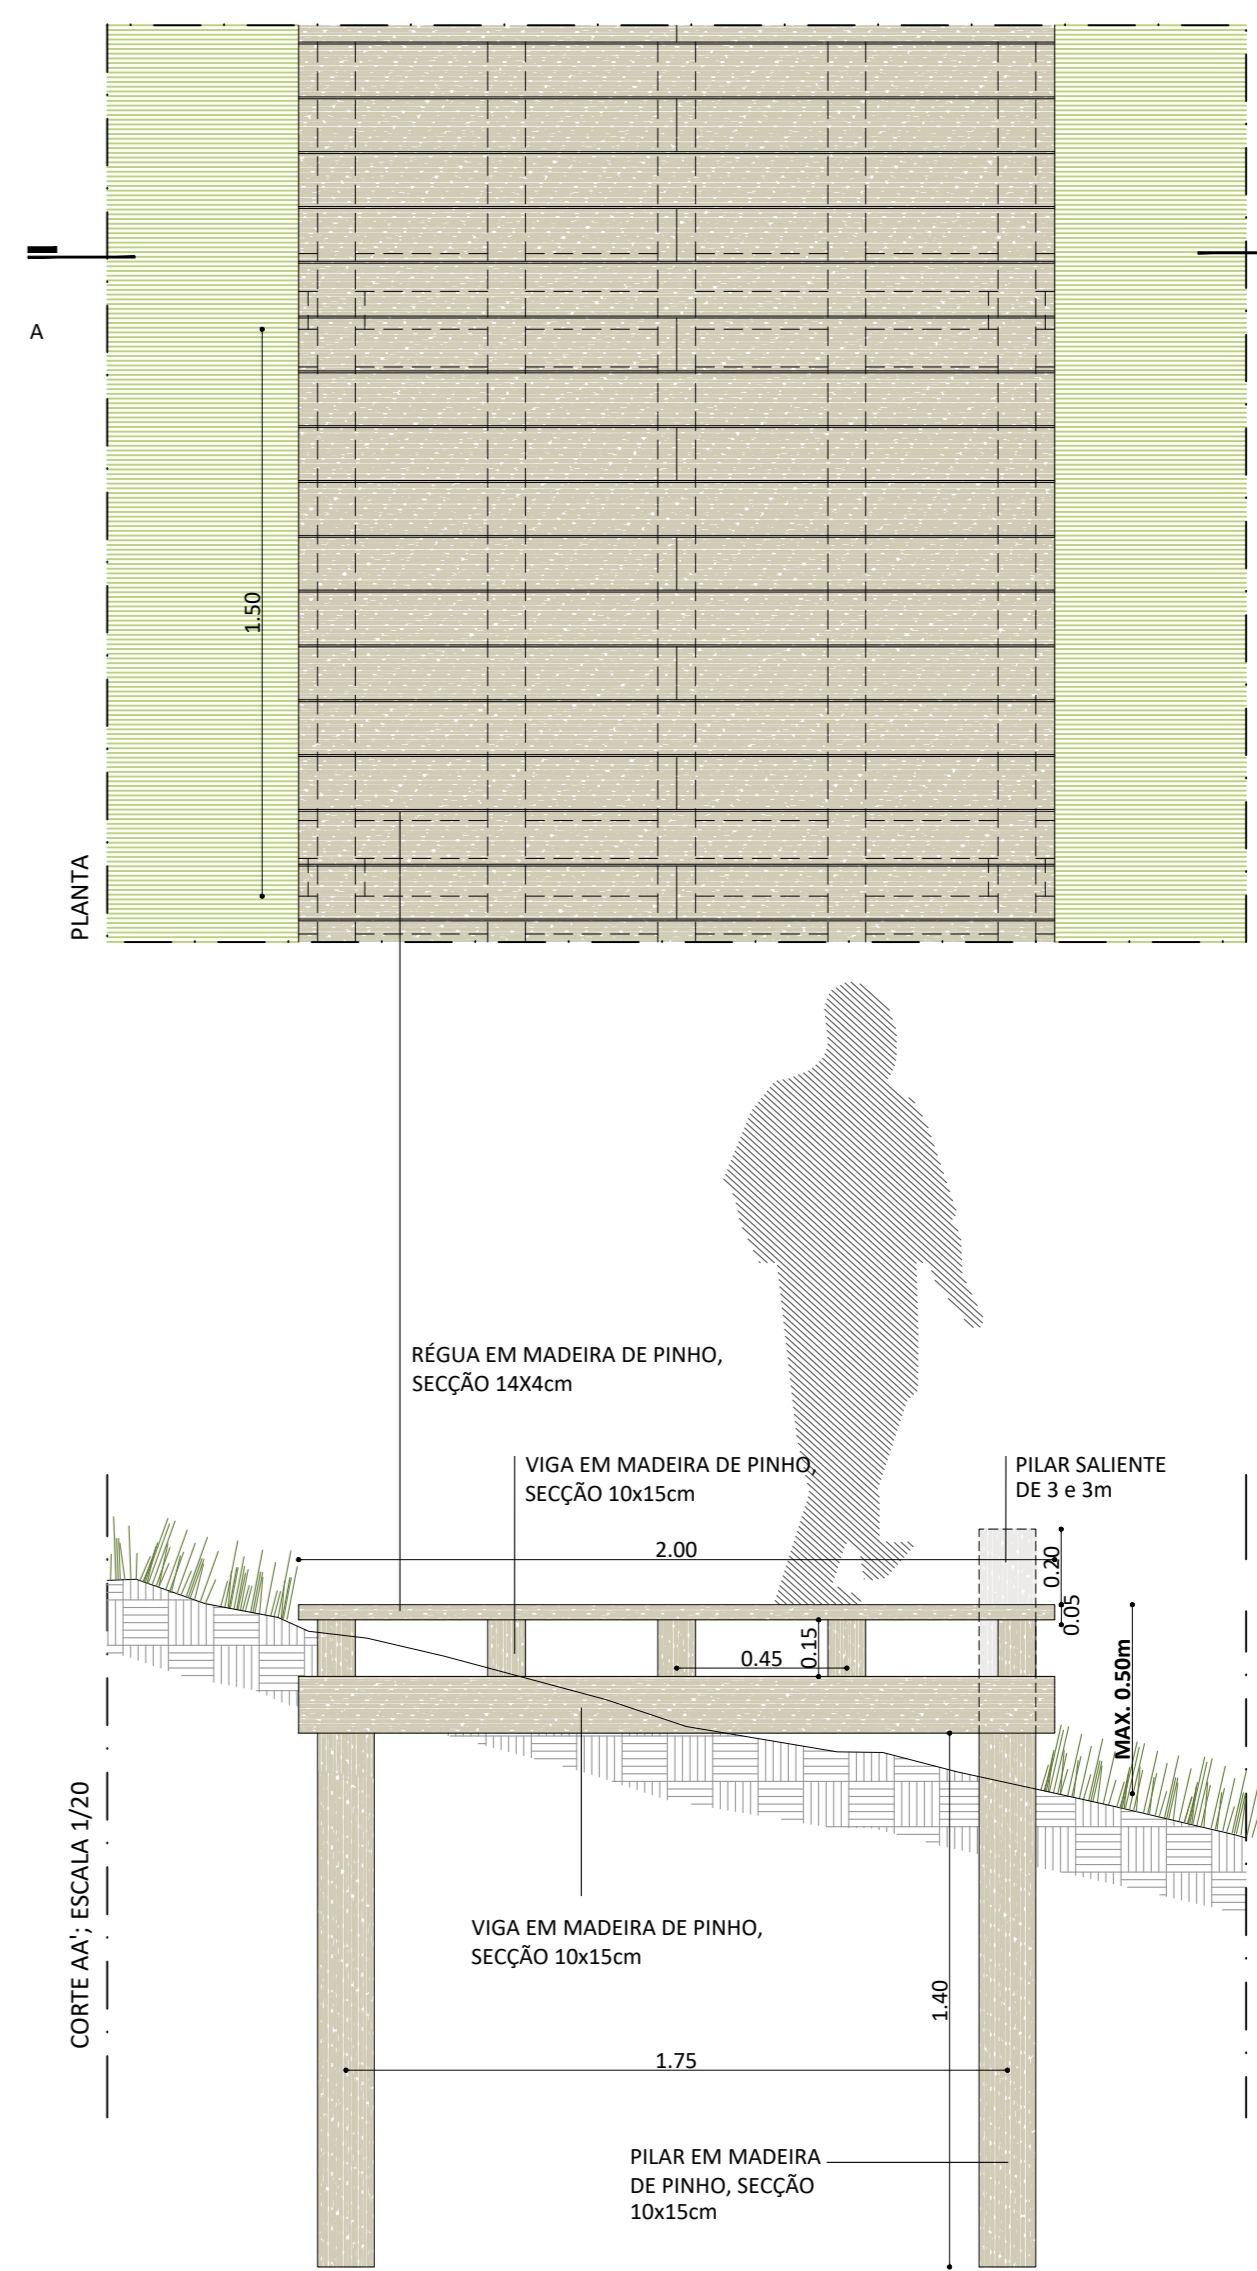 A
1.50
PLANTA
RÉGUA EM MADEIRA DE PINHO,
SECÇÃO 14X4cm
VIGA EM MADEIRA DE PINHO,
SECÇÃO 10x15cm
PILAR SALIENTE
DE 3 e 3m
2.00
0.20
0.05
0.15
0.45
MAX. 0.50m
CORTE AA'; ESCALA 1/20
VIGA EM MADEIRA DE PINHO,
SECÇÃO 10x15cm
1.40
1.75
PILAR EM MADEIRA
DE PINHO, SECÇÃO
10x15cm